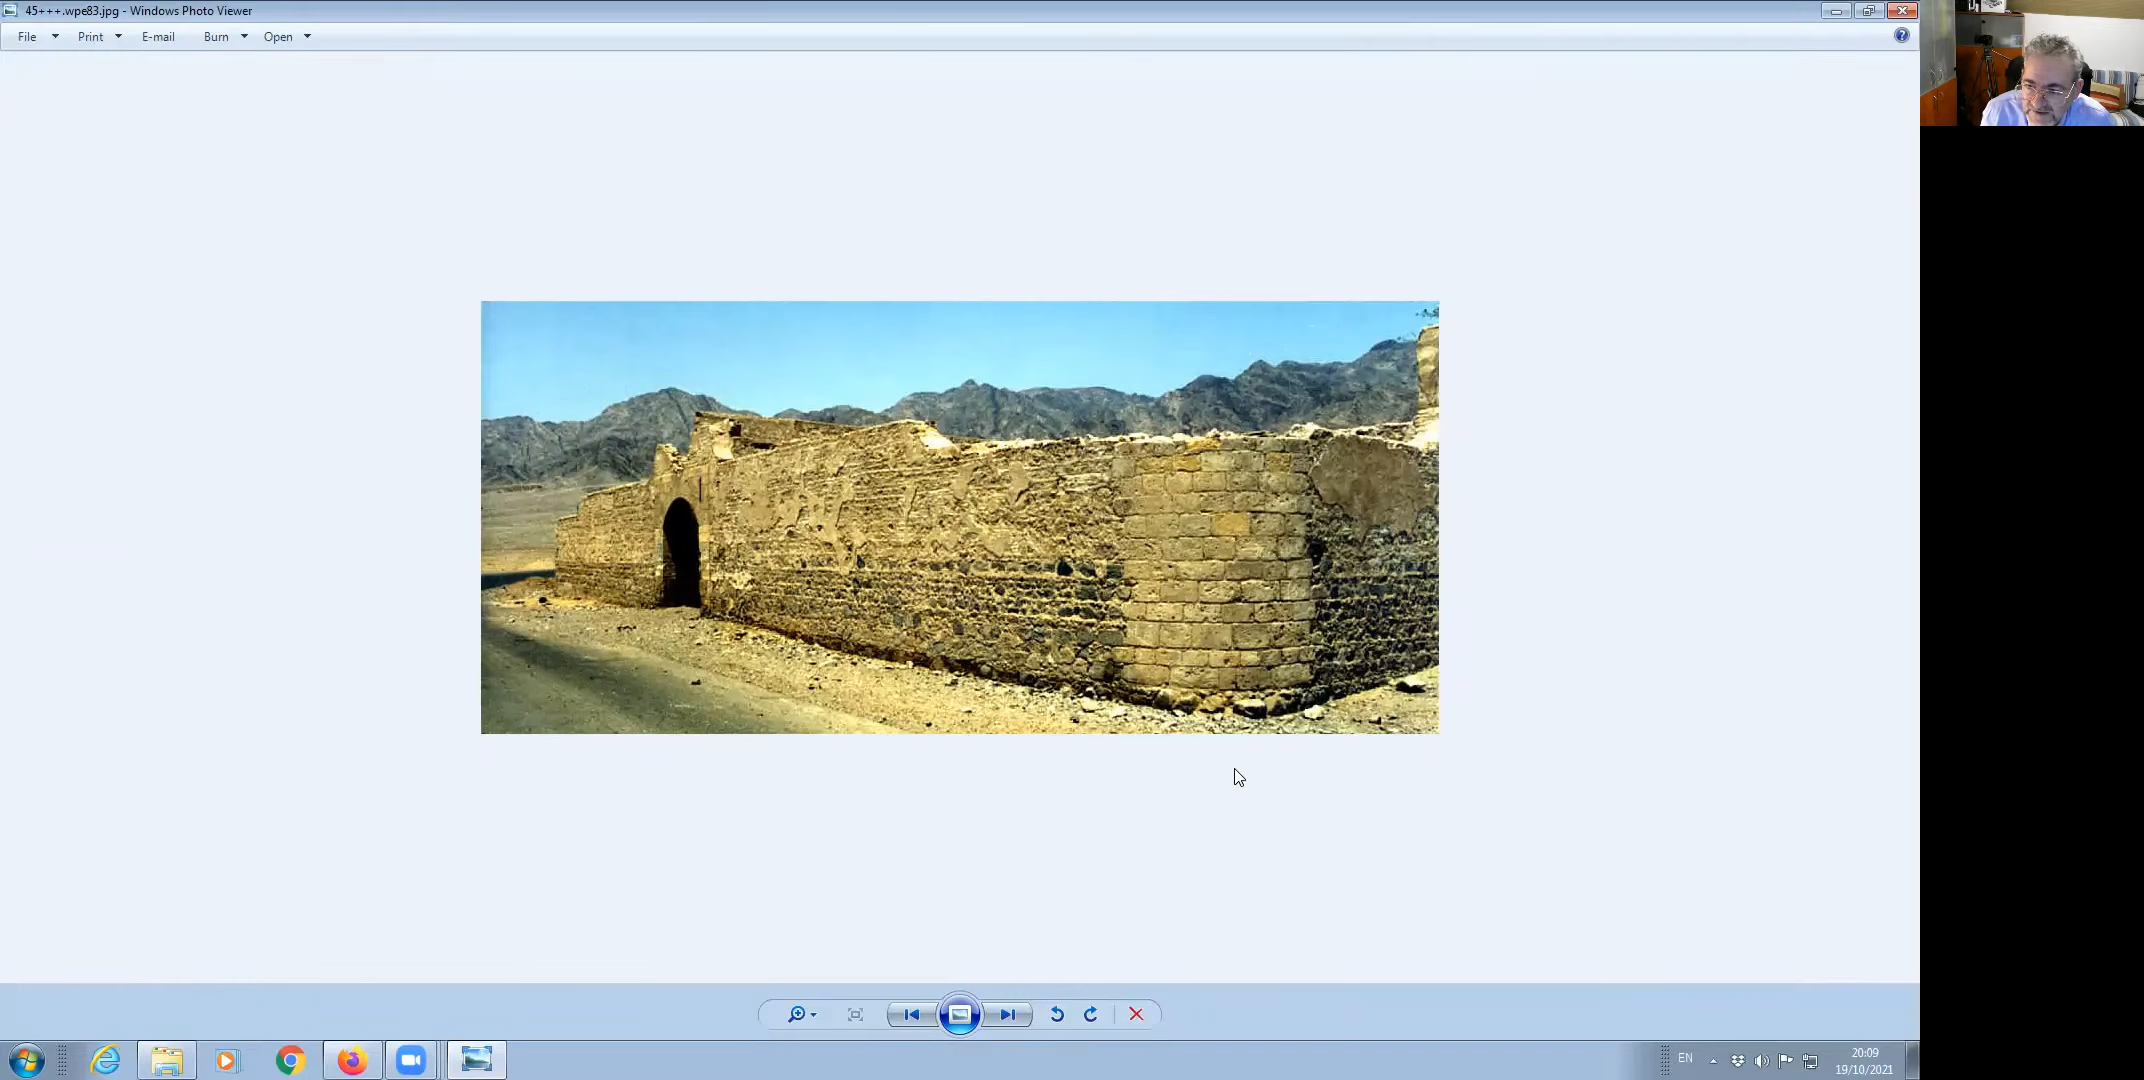 45+++.wpe83.jpg - Windows Photo Viewer
File Print E-mail Burn Open
EN
20:09
19/10/2021